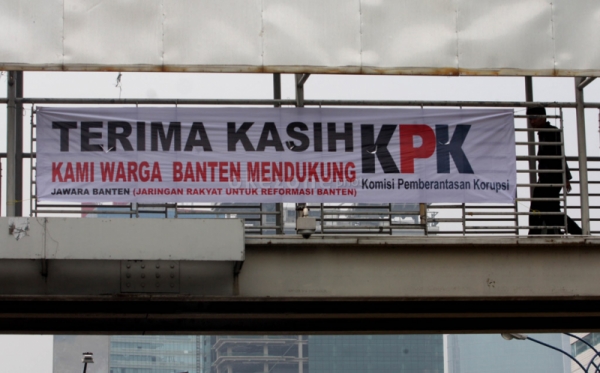 TERIMA KASIH KPK
KAMI WARGA BANTEN MENDUKUNG
JAWARA BANTEN (JARINGAN RAKYAT UNTUK REFORMASI BANTEN)
Komisi Pemberantasan Korupsi